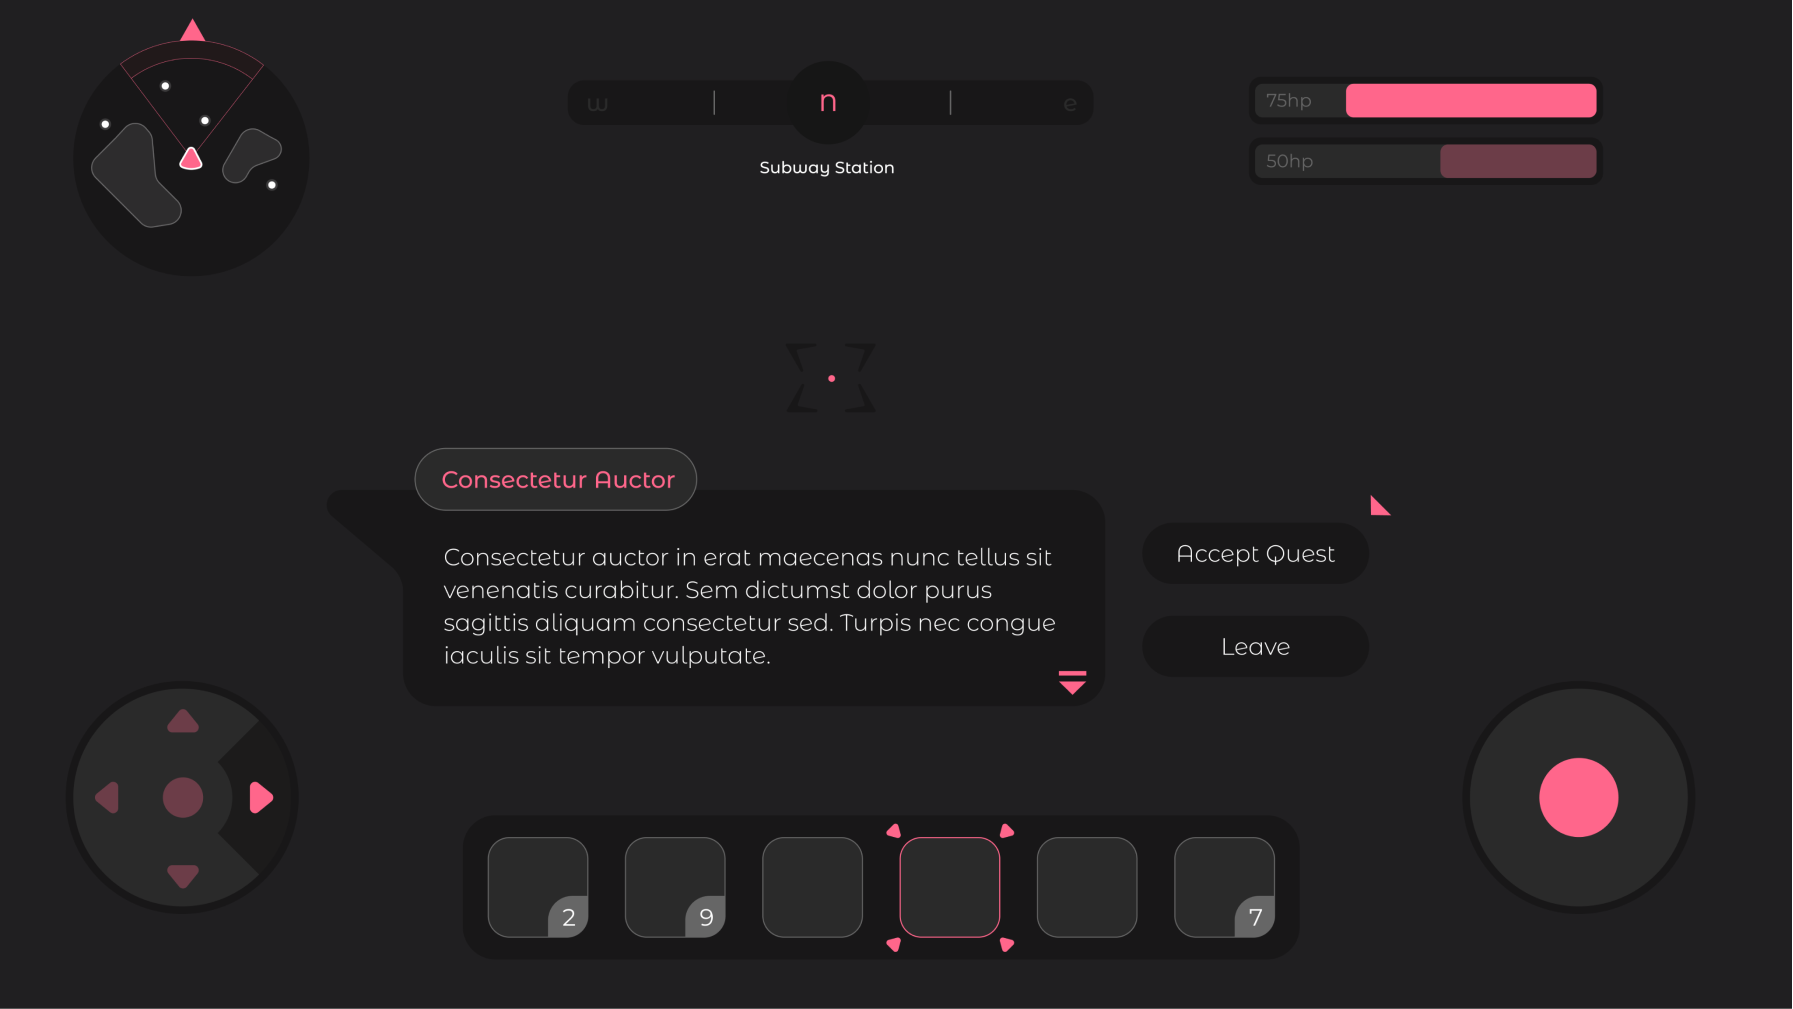 w
n
e
Subway Station
75hp
50hp
Consectetur Auctor
Consectetur auctor in erat maecenas nunc tellus sit
venenatis curabitur. Sem dictumst dolor purus
sagittis aliquam consectetur sed. Turpis nec congue
iaculis sit tempor vulputate.
Accept Quest
Leave
2
9
7